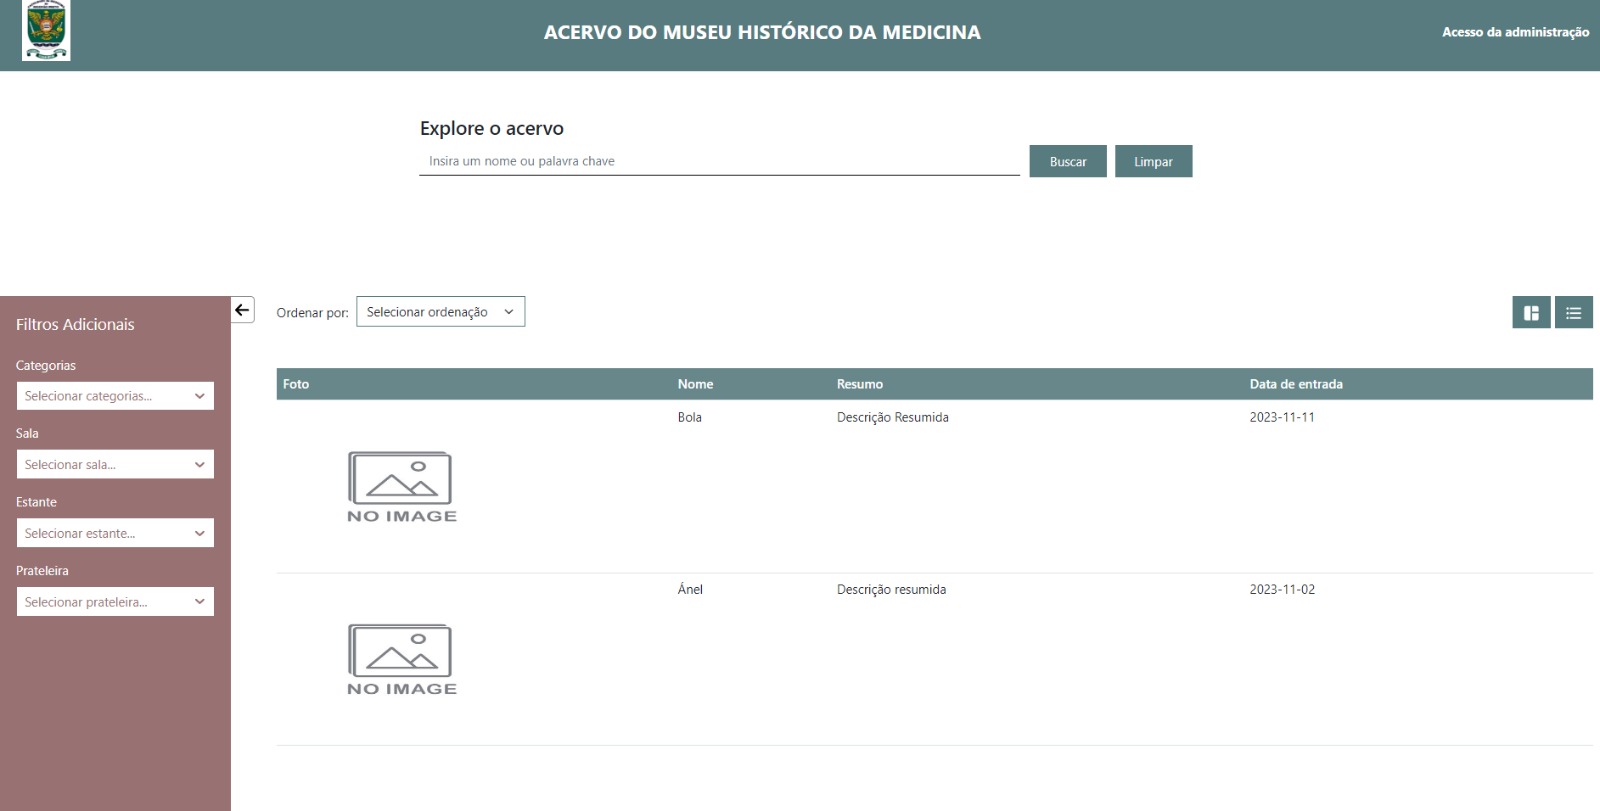 ACERVO DO MUSEU HISTÓRICO DA MEDICINA
Acesso da administração
Explore o acervo
Insira um nome ou palavra chave
Buscar
Limpar
Filtros Adicionais
Categorias
Selecionar categorias...
Sala
Selecionar sala...
Estante
Selecionar estante...
Prateleira
Selecionar prateleira...
Ordenar por: Selecionar ordenação
Foto Nome Resumo Data de entrada
Bola Descrição Resumida 2023-11-11
NO IMAGE
Ánel Descrição resumida 2023-11-02
NO IMAGE